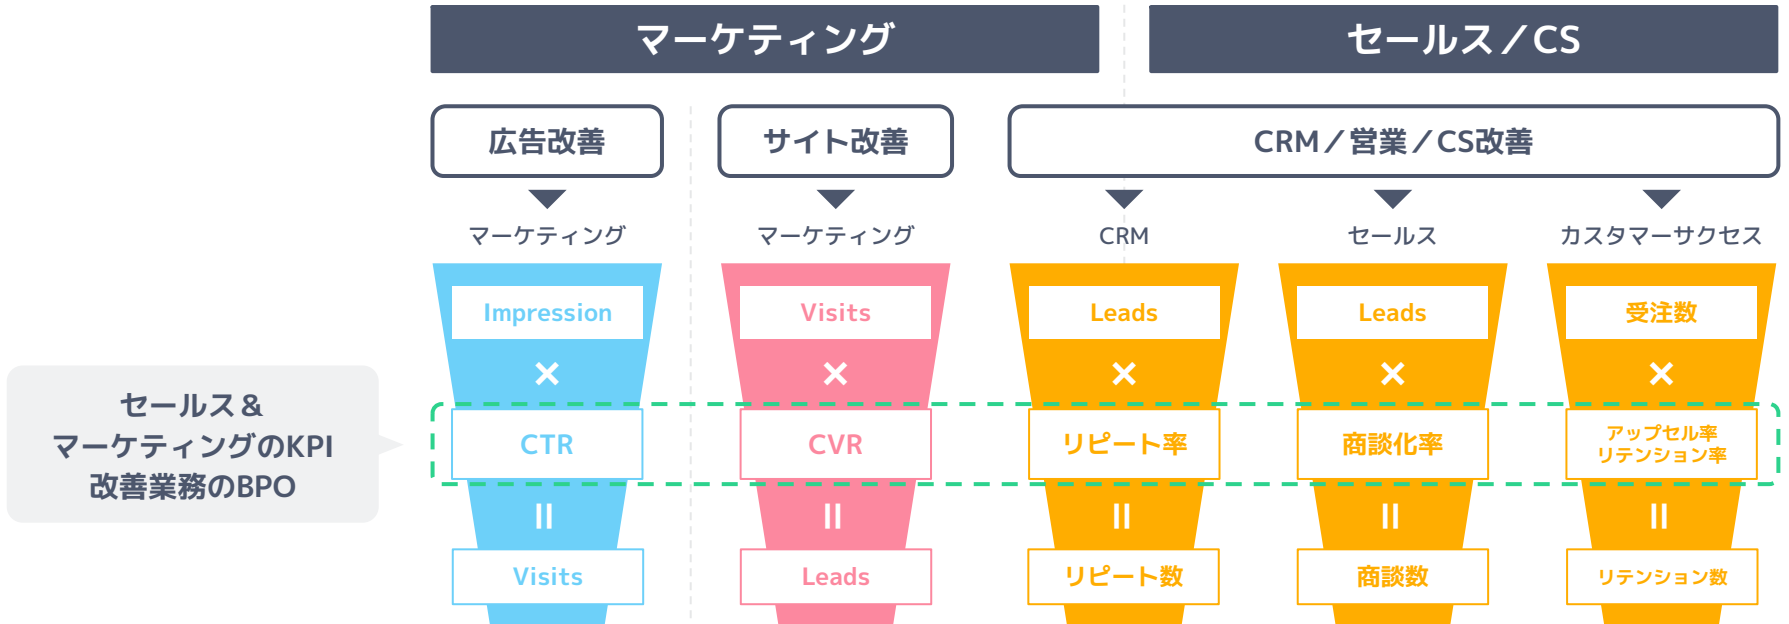 マーケティング
セールス／CS
広告改善
サイト改善
CRM／営業／CS改善
マーケティング
マーケティング
CRM
セールス
カスタマーサクセス
Impression
Visits
Leads
Leads
受注数
×
×
×
×
×
セールス＆
マーケティングのKPI
改善業務のBPO
CTR
CVR
リピート率
商談化率
アップセル率
リテンション率
=
=
=
=
=
Visits
Leads
リピート数
商談数
リテンション数